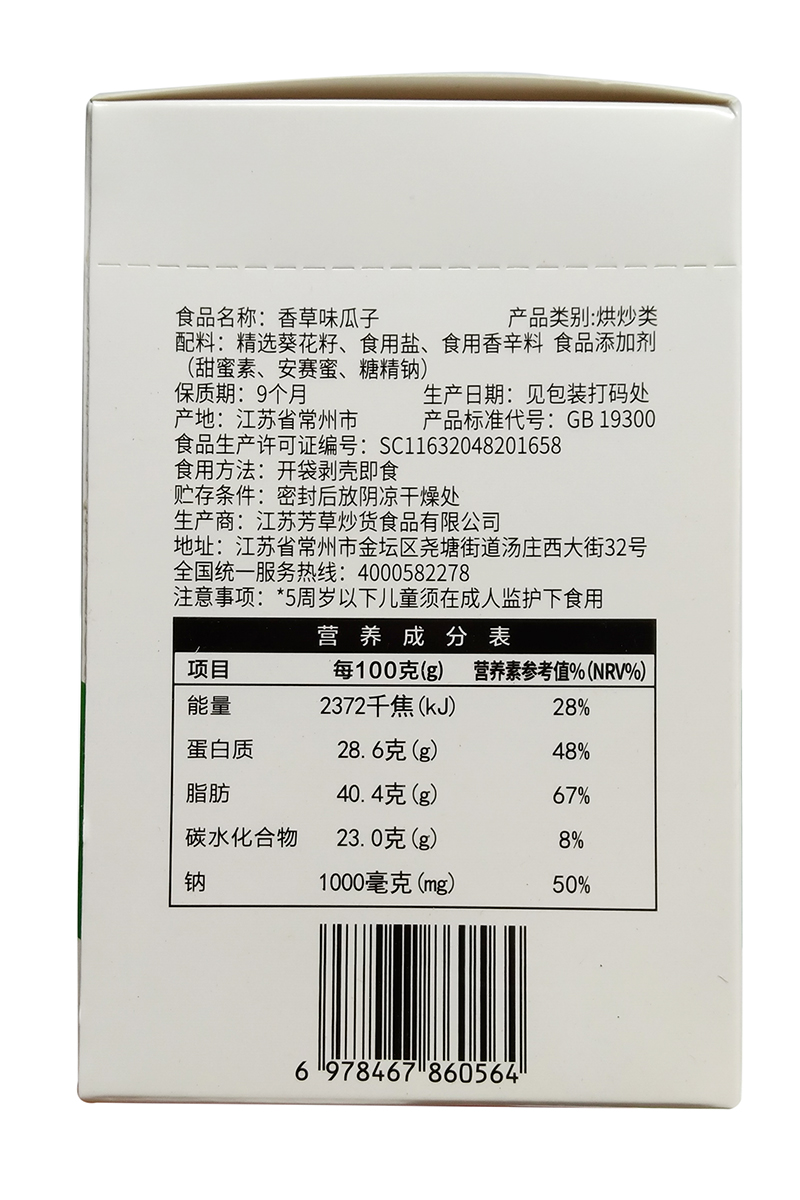 食品名称：香草味瓜子 产品类别:烘炒类
配料：精选葵花籽、食用盐、食用香辛料 食品添加剂
（甜蜜素、安赛蜜、糖精钠）
保质期：9个月 生产日期：见包装打码处
产地：江苏省常州市 产品标准代号：GB 19300
食品生产许可证编号：SC11632048201658
食用方法：开袋剥壳即食
贮存条件：密封后放阴凉干燥处
生产商：江苏芳草炒货食品有限公司
地址：江苏省常州市金坛区尧塘街道汤庄西大街32号
全国统一服务热线：4000582278
注意事项：*5周岁以下儿童须在成人监护下食用
营养成分表
项目 每100克(g) 营养素参考值%(NRV%)
能量 2372千焦(kJ) 28%
蛋白质 28.6克(g) 48%
脂肪 40.4克(g) 67%
碳水化合物 23.0克(g) 8%
钠 1000毫克(mg) 50%
6 978467 860564